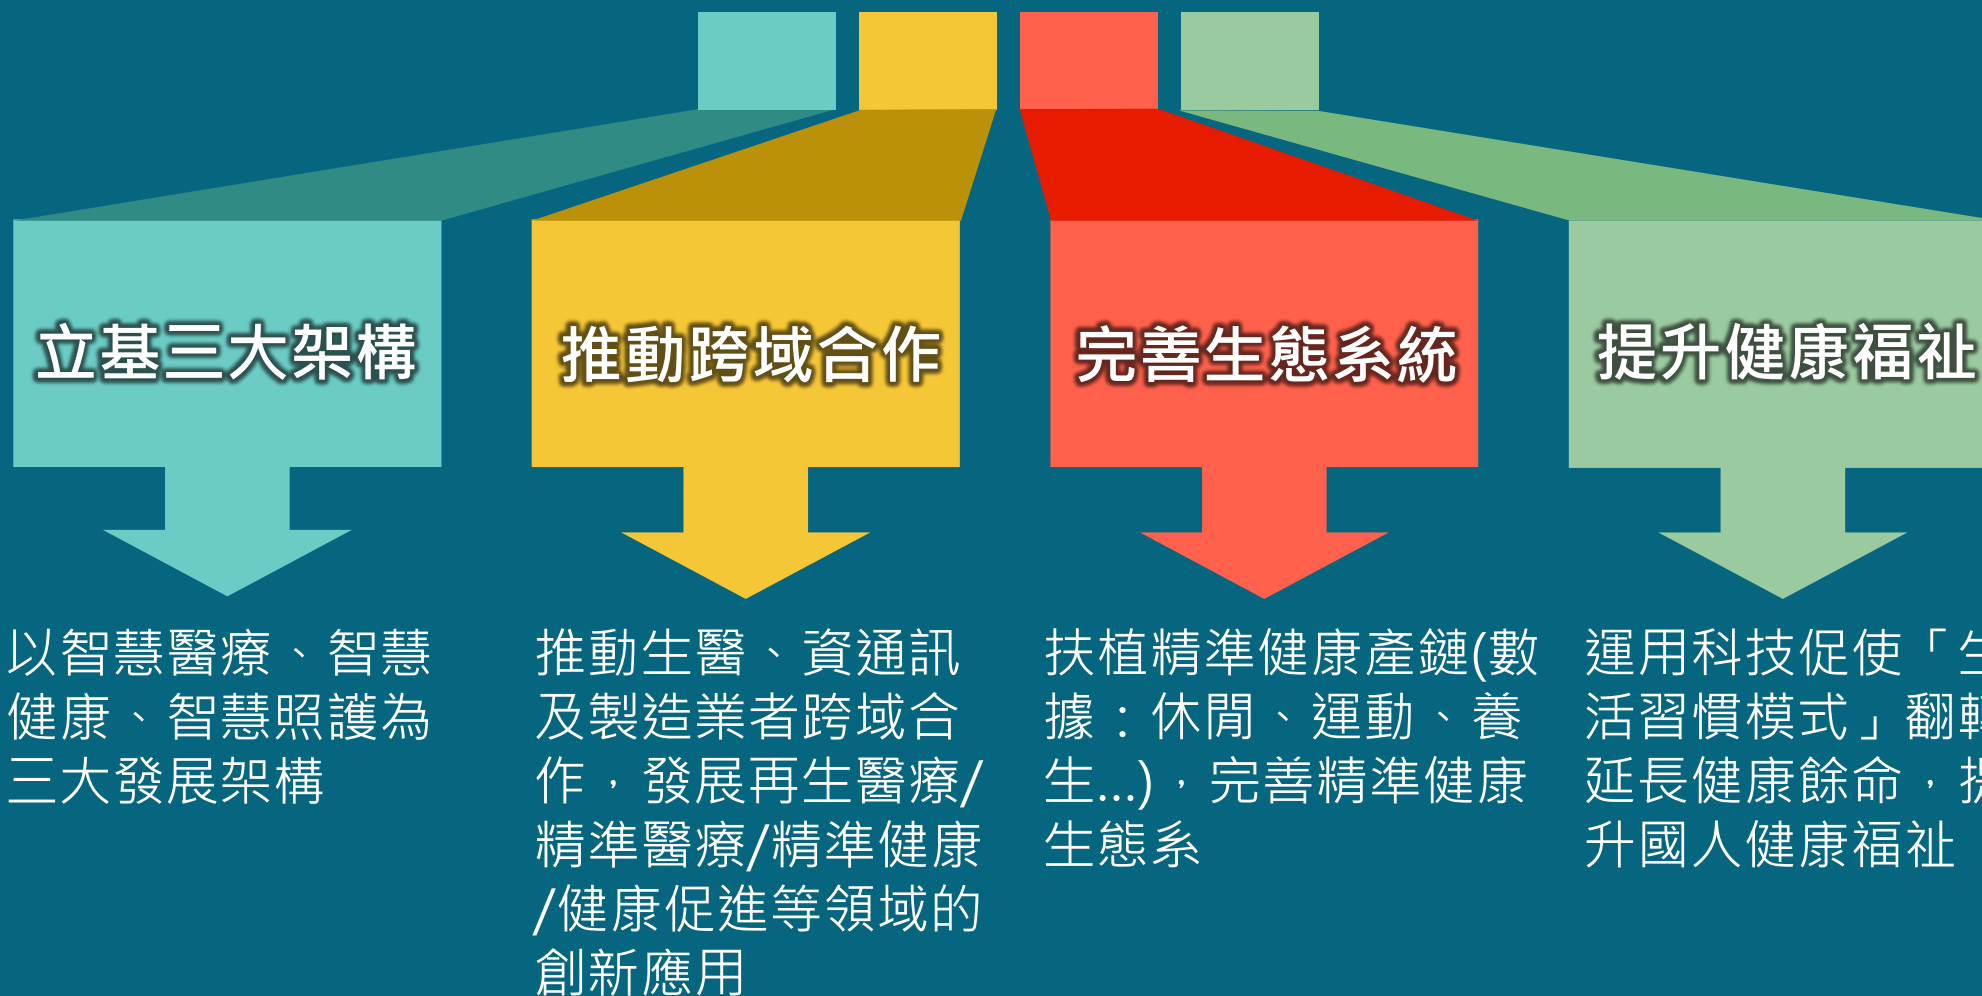 立基三大架構
以智慧醫療、智慧
健康、智慧照護為
三大發展架構
推動跨域合作
推動生醫、資通訊
及製造業者跨域合
作，發展再生醫療/
精準醫療/精準健康
/健康促進等領域的
創新應用
完善生態系統
扶植精準健康產鏈(數
據：休閒、運動、養
生...)，完善精準健康
生態系
提升健康福祉
運用科技促使「生
活習慣模式」翻轉
延長健康餘命，提
升國人健康福祉